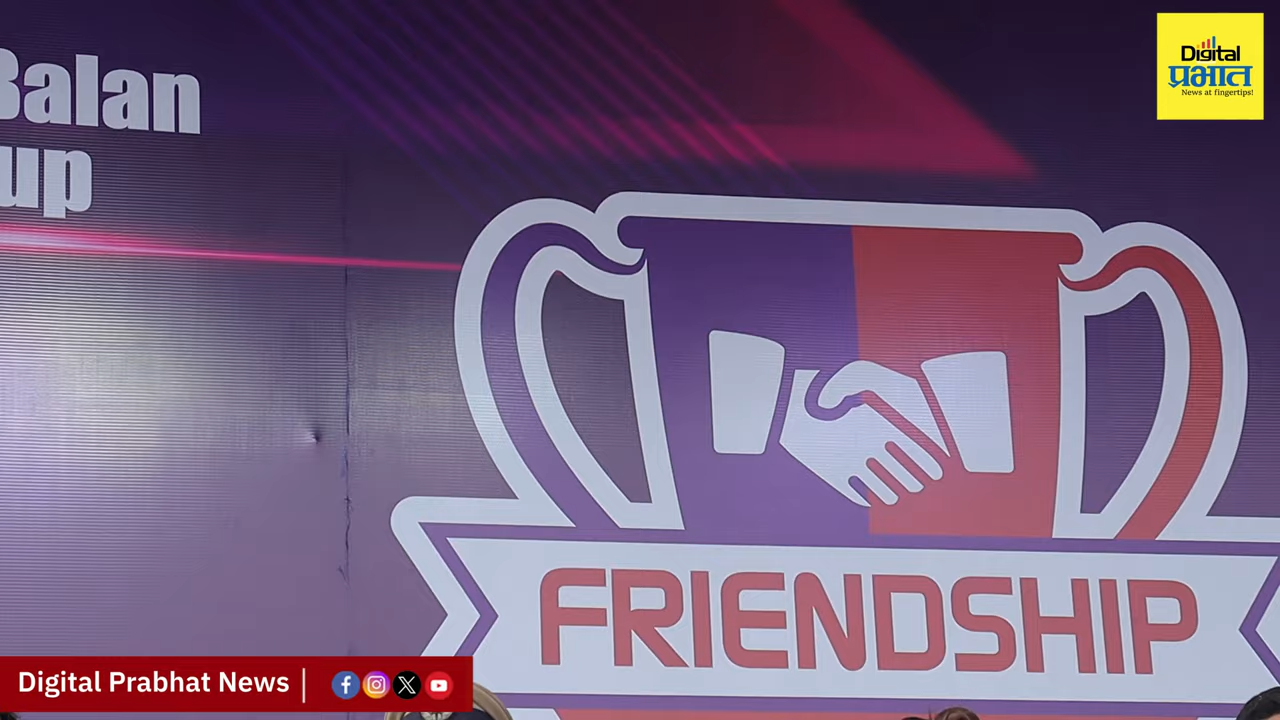 Balan
up
Digital
प्रभात
News at fingertips!
FRIENDSHIP
Digital Prabhat News